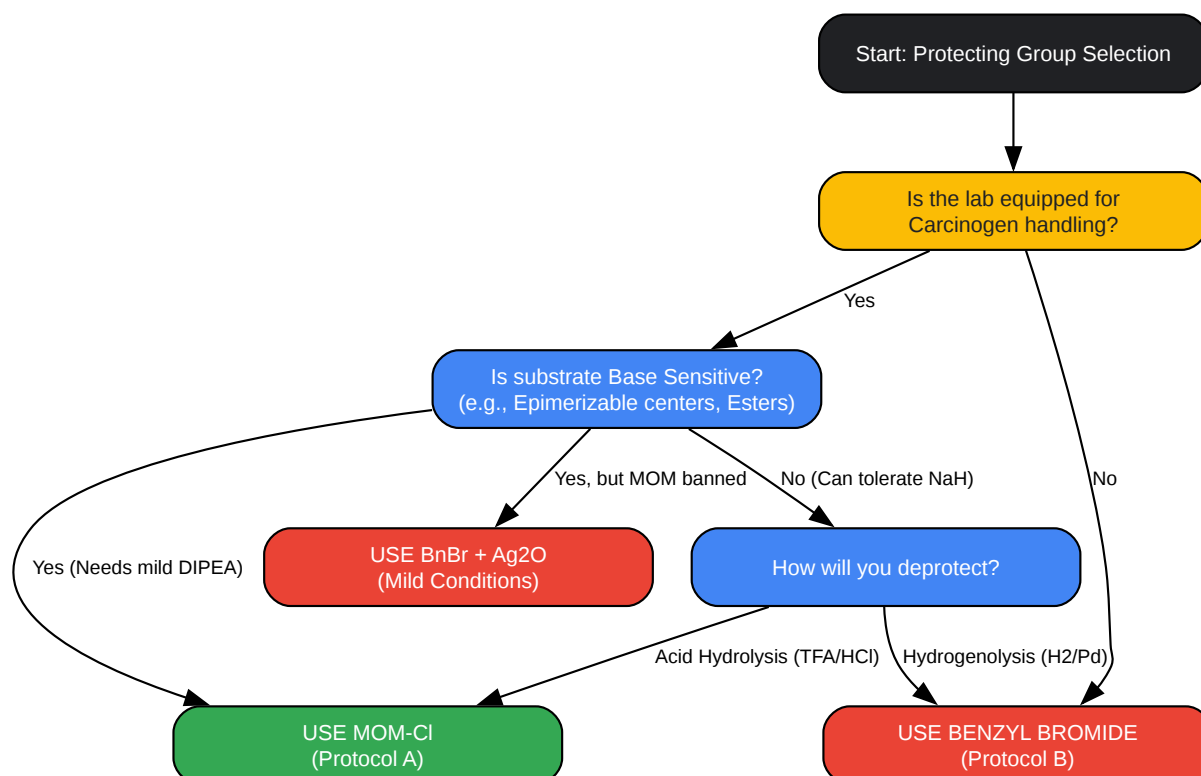 Start: Protecting Group Selection
Is the lab equipped for
Carcinogen handling?
Yes
Is substrate Base Sensitive?
(e.g., Epimerizable centers, Esters)
Yes, but MOM banned
No (Can tolerate NaH)
No
Yes (Needs mild DIPEA)
USE BnBr + Ag2O
(Mild Conditions)
How will you deprotect?
Acid Hydrolysis (TFA/HCl)
Hydrogenolysis (H2/Pd)
USE MOM-Cl
(Protocol A)
USE BENZYL BROMIDE
(Protocol B)